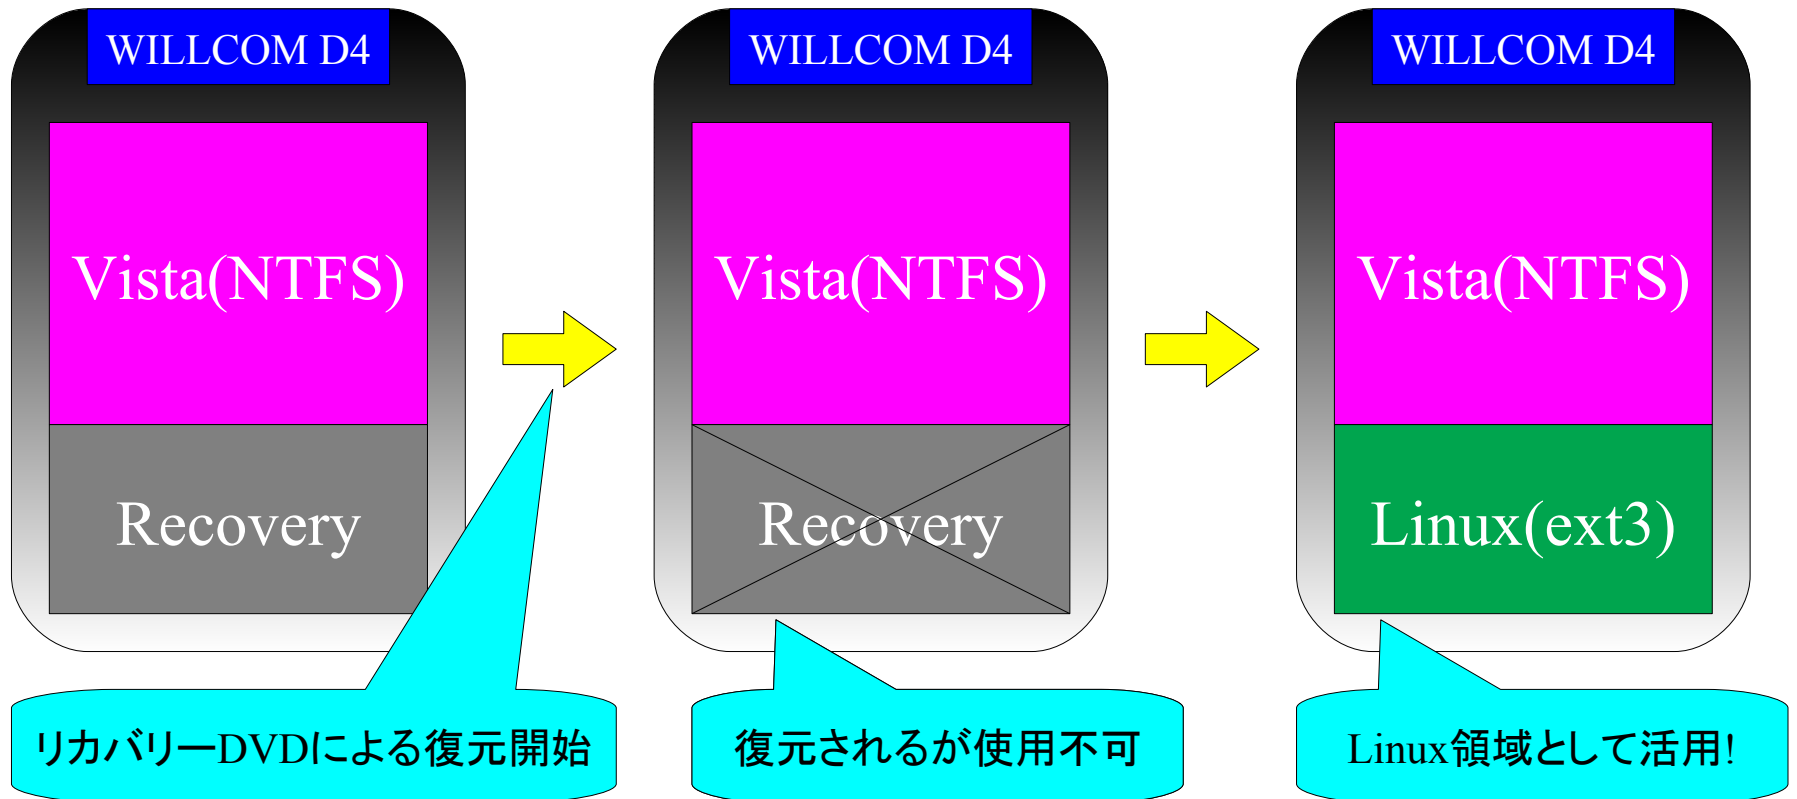 WILLCOM D4
Vista(NTFS)
Recovery
リカバリーDVDによる復元開始
WILLCOM D4
Vista(NTFS)
Recovery
復元されるが使用不可
WILLCOM D4
Vista(NTFS)
Linux(ext3)
Linux領域として活用!